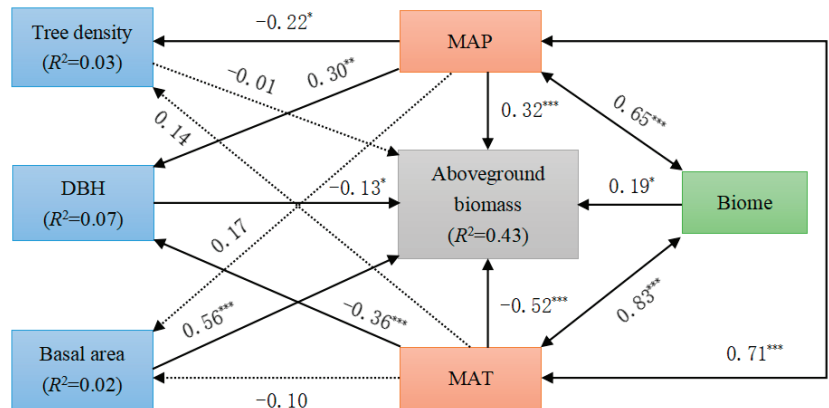 Tree density
(R²=0.03)
-0.22*
MAP
-0.01
0.30**
0.14
0.32***
0.65***
DBH
(R²=0.07)
-0.13*
Aboveground
biomass
(R²=0.43)
0.19*
Biome
0.17
0.56***
-0.36***
-0.52***
0.83***
0.71***
Basal area
(R²=0.02)
-0.10
MAT